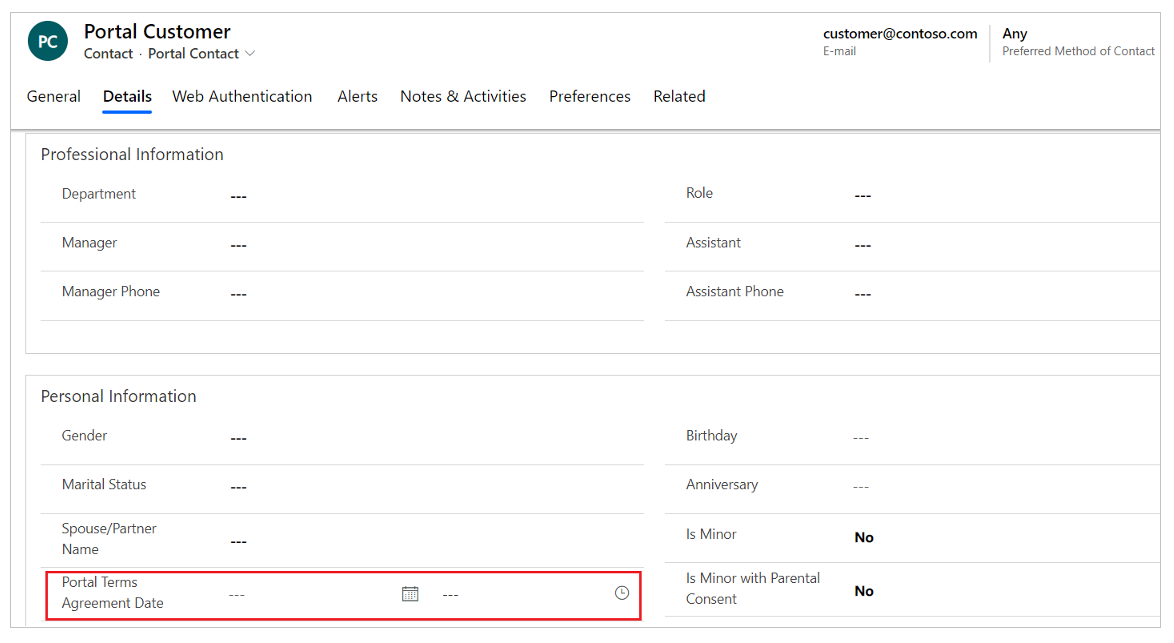 PC
Portal Customer
Contact · Portal Contact
customer@contoso.com
E-mail
Any
Preferred Method of Contact
General Details Web Authentication Alerts Notes & Activities Preferences Related
Professional Information
Department --- Role ---
Manager --- Assistant ---
Manager Phone --- Assistant Phone ---
Personal Information
Gender --- Birthday ---
Marital Status --- Anniversary ---
Spouse/Partner
Name ---
Is Minor No
Portal Terms
Agreement Date --- ---
Is Minor with Parental
Consent No